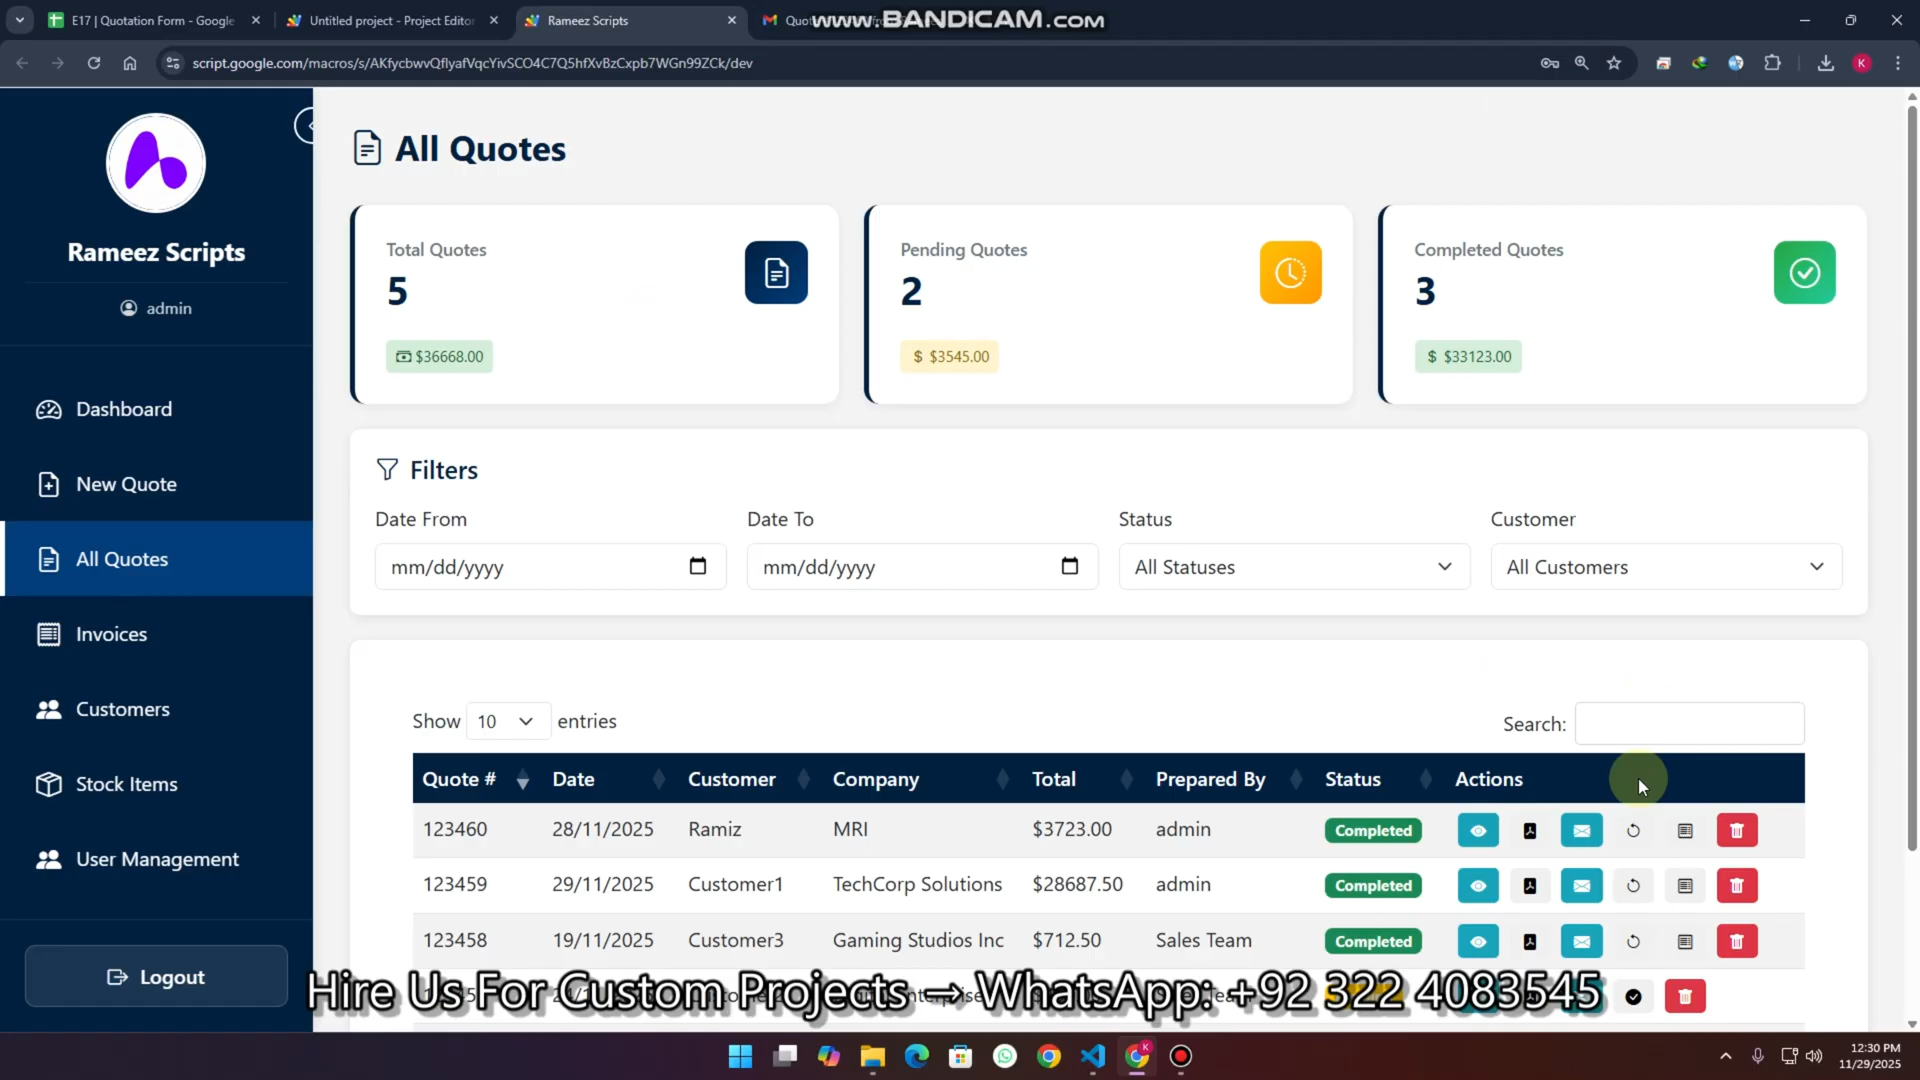 E17 | Quotation Form - Google
Untitled project - Project Editor
Rameez Scripts
www.BANDICAM.com
script.google.com/macros/s/AKfycbwvQflyafVqcYivSCO4C7Q5hfXvBzCxpb7WGn99ZCk/dev
K
Rameez Scripts
admin
Dashboard
New Quote
All Quotes
Invoices
Customers
Stock Items
User Management
Logout
All Quotes
Total Quotes
5
$36668.00
Pending Quotes
2
$ $3545.00
Completed Quotes
3
$ $33123.00
Filters
Date From
Date To
Status
Customer
mm/dd/yyyy
mm/dd/yyyy
All Statuses
All Customers
Show 10 entries
Search:
Quote # Date Customer Company Total Prepared By Status Actions
123460 28/11/2025 Ramiz MRI $3723.00 admin Completed
123459 29/11/2025 Customer1 TechCorp Solutions $28687.50 admin Completed
123458 19/11/2025 Customer3 Gaming Studios Inc $712.50 Sales Team Completed
Hire Us For Custom Projects → WhatsApp: +92 322 4083545
12:30 PM
11/29/2025